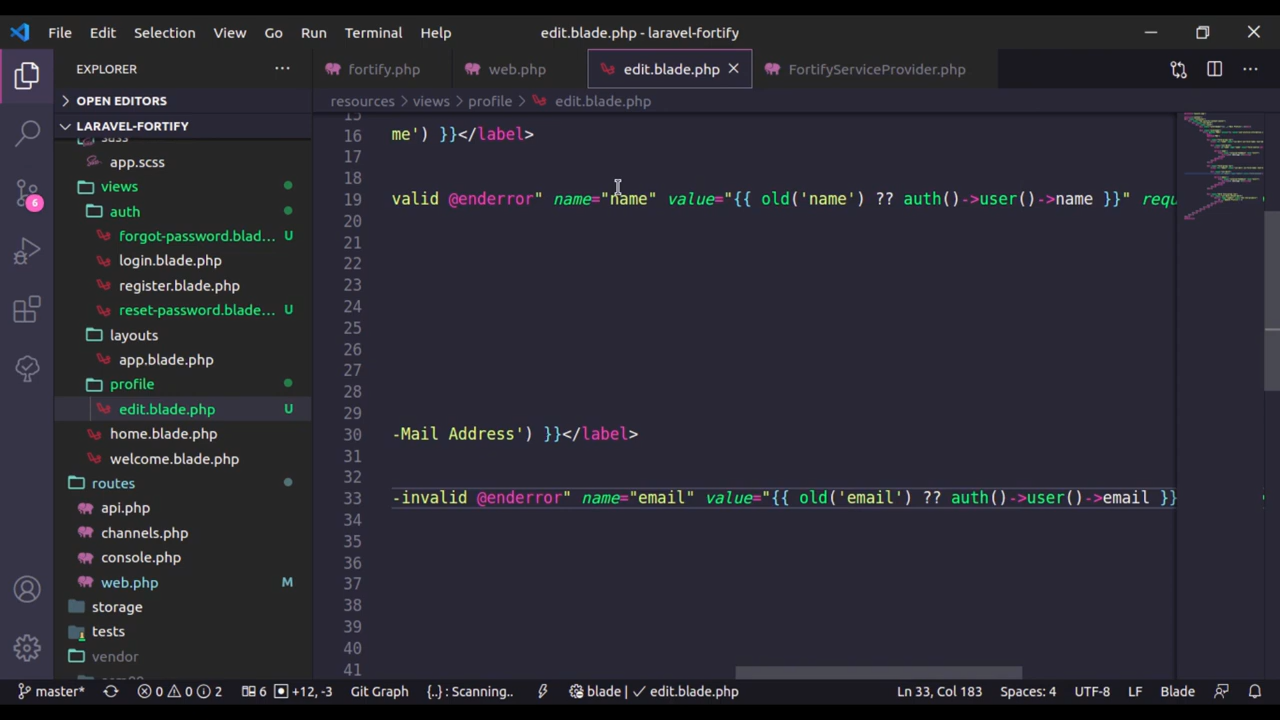 File Edit Selection View Go Run Terminal Help edit.blade.php - laravel-fortify
EXPLORER
fortify.php web.php edit.blade.php FortifyServiceProvider.php
OPEN EDITORS
LARAVEL-FORTIFY
resources views profile edit.blade.php
sass
app.scss
views
auth
forgot-password.blad... U
login.blade.php
register.blade.php
reset-password.blade... U
layouts
app.blade.php
profile
edit.blade.php U
home.blade.php
welcome.blade.php
routes
api.php
channels.php
console.php
web.php M
storage
tests
vendor
6
15
16 me') }}</label>
17
18
19 valid @enderror" name="name" value="{{ old('name') ?? auth()->user()->name }}" requ
20
21
22
23
24
25
26
27
28
29
30 -Mail Address') }}</label>
31
32
33 -invalid @enderror" name="email" value="{{ old('email') ?? auth()->user()->email }}
34
35
36
37
38
39
40
41
master* 0 0 2 6 +12, -3 Git Graph {..} : Scanning.. blade | edit.blade.php Ln 33, Col 183 Spaces: 4 UTF-8 LF Blade